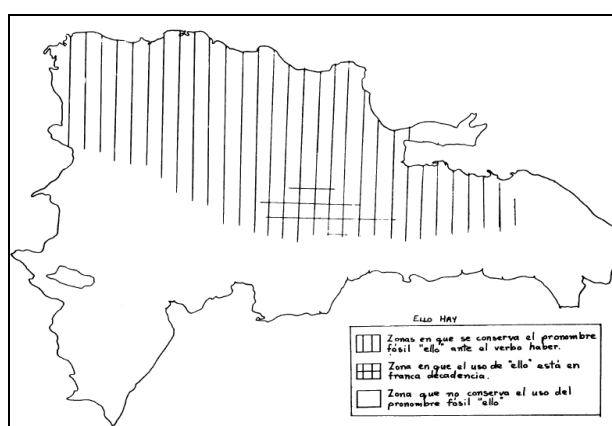 ELLO HAY
Zonas en que se conserva el pronombre
fósil "ello" ante el verbo haber.
Zona en que el uso de "ello" está en
franca decadencia.
Zona que no conserva el uso del
pronombre fósil "ello"